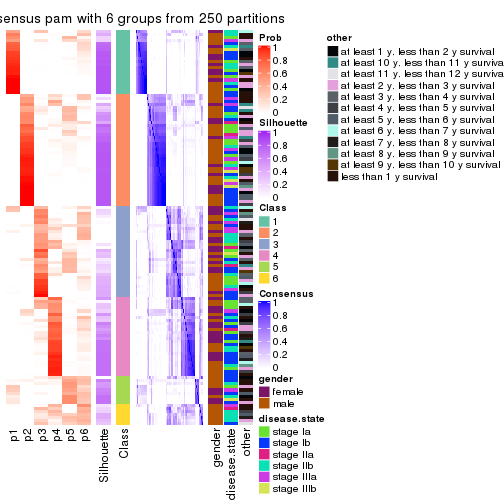 sensus pam with 6 groups from 250 partitions
p1
p2
p3
p4
p5
p6
Silhouette
Class
gender
disease.state
other
Prob
1
0.8
0.6
0.4
0.2
0
Silhouette
1
0.8
0.6
0.4
0.2
0
Class
1
2
3
4
5
6
Consensus
1
0.8
0.6
0.4
0.2
0
gender
female
male
disease.state
stage Ia
stage Ib
stage IIa
stage IIb
stage IIIa
stage IIIb
other
at least 1 y. less than 2 y survival
at least 10 y. less than 11 y survival
at least 11 y. less than 12 y surviva
at least 2 y. less than 3 y survival
at least 3 y. less than 4 y survival
at least 4 y. less than 5 y survival
at least 5 y. less than 6 y survival
at least 6 y. less than 7 y survival
at least 7 y. less than 8 y survival
at least 8 y. less than 9 y survival
at least 9 y. less than 10 y survival
less than 1 y survival